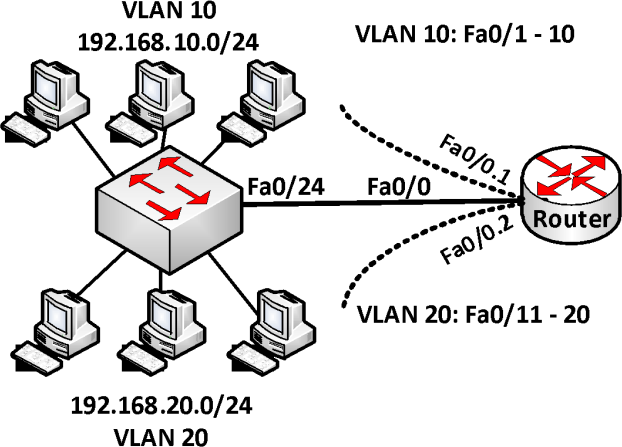 VLAN 10
192.168.10.0/24
VLAN 10: Fa0/1 - 10
Fa0/0.1
Fa0/24
Fa0/0
Router
Fa0/0.2
VLAN 20: Fa0/11 - 20
192.168.20.0/24
VLAN 20